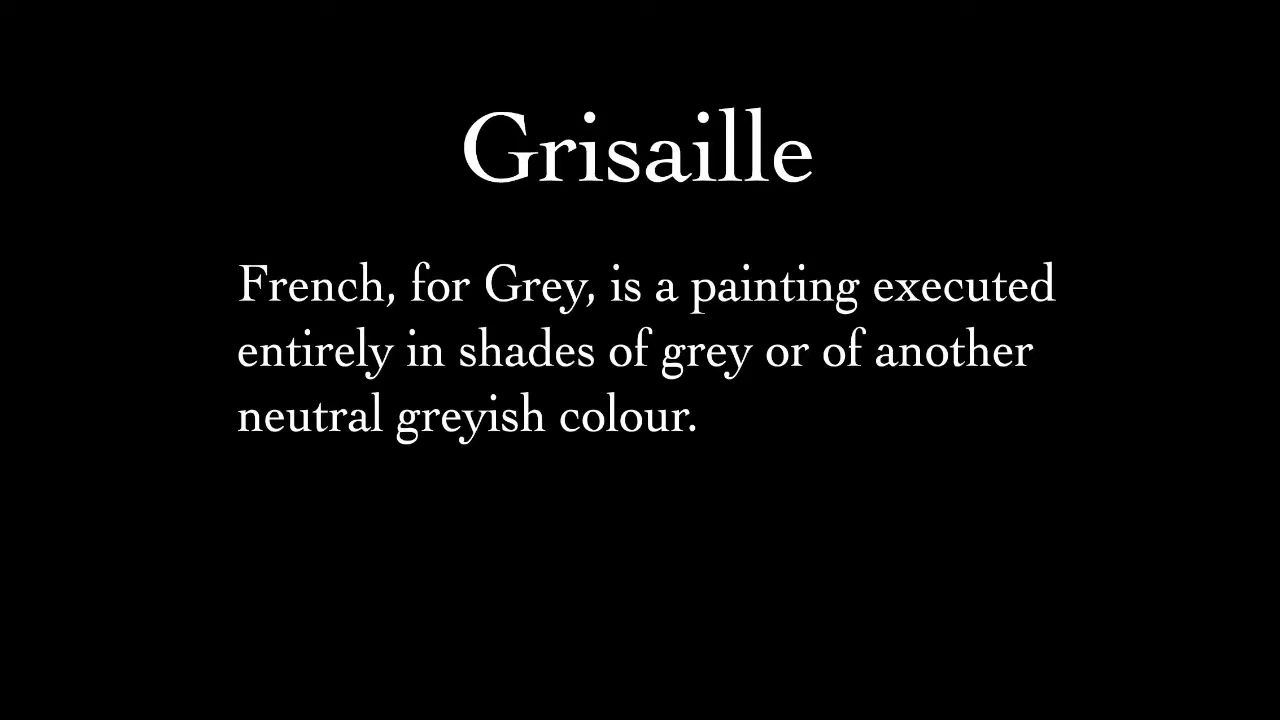 Grisaille
French, for Grey, is a painting executed
entirely in shades of grey or of another
neutral greyish colour.